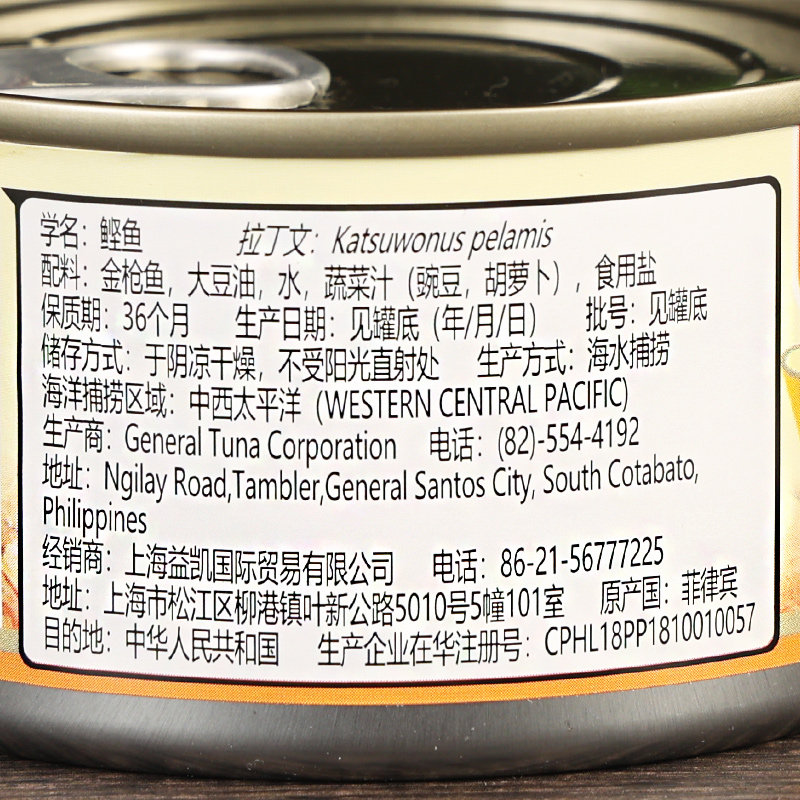 学名：鲣鱼 拉丁文：Katsuwonus pelamis
配料：金枪鱼，大豆油，水，蔬菜汁（豌豆，胡萝卜），食用盐
保质期：36个月 生产日期：见罐底（年/月/日） 批号：见罐底
储存方式：于阴凉干燥，不受阳光直射处 生产方式：海水捕捞
海洋捕捞区域：中西太平洋（WESTERN CENTRAL PACIFIC)
生产商：General Tuna Corporation 电话：(82)-554-4192
地址：Ngilay Road,Tambler,General Santos City, South Cotabato,
Philippines
经销商：上海益凯国际贸易有限公司 电话：86-21-56777225
地址：上海市松江区柳港镇叶新公路5010号5幢101室 原产国：菲律宾
目的地：中华人民共和国 生产企业在华注册号：CPHL18PP1810010057